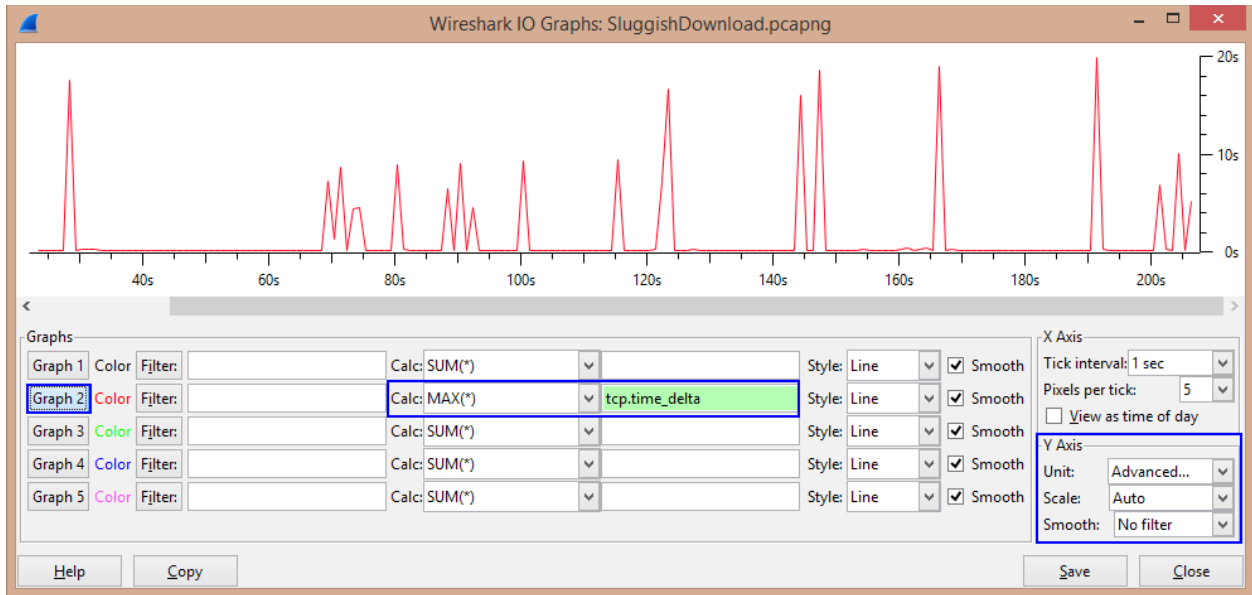 Wireshark IO Graphs: SluggishDownload.pcapng
20s
10s
0s
40s 60s 80s 100s 120s 140s 160s 180s 200s
Graphs
Graph 1 Color Filter: Calc: SUM(*) Style: Line Smooth
Graph 2 Color Filter: Calc: MAX(*) tcp.time_delta Style: Line Smooth
Graph 3 Color Filter: Calc: SUM(*) Style: Line Smooth
Graph 4 Color Filter: Calc: SUM(*) Style: Line Smooth
Graph 5 Color Filter: Calc: SUM(*) Style: Line Smooth
X Axis
Tick interval: 1 sec
Pixels per tick: 5
View as time of day
Y Axis
Unit: Advanced...
Scale: Auto
Smooth: No filter
Help Copy Save Close